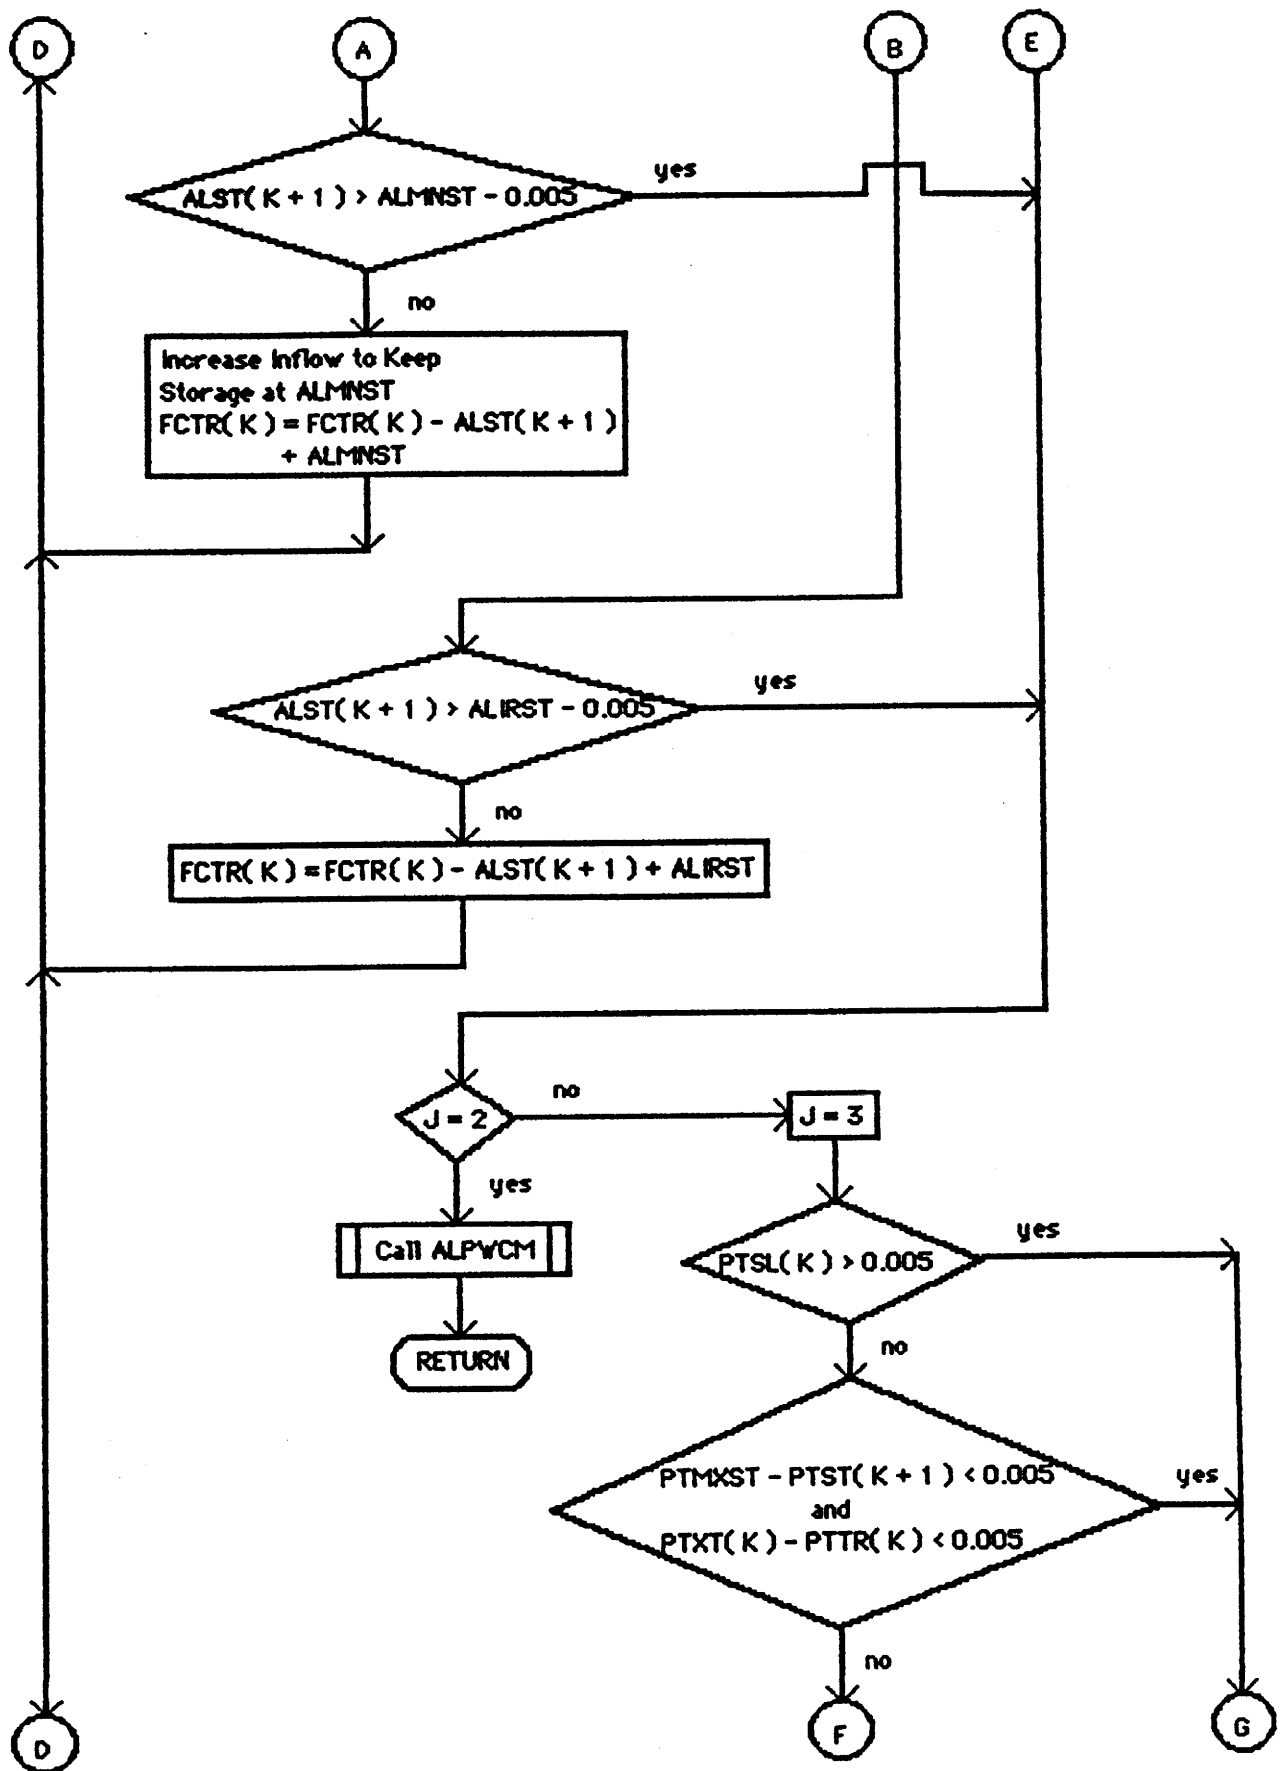 D
A
B
E
ALST( K + 1 ) > ALMNST - 0.005
yes
no
Increase Inflow to Keep
Storage at ALMNST
FCTR( K ) = FCTR( K ) - ALST( K + 1 )
+ ALMNST
ALST( K + 1 ) > ALIRST - 0.005
yes
no
FCTR( K ) = FCTR( K ) - ALST( K + 1 ) + ALIRST
J = 2
no
J = 3
yes
Call ALPWCM
RETURN
PTSL( K ) > 0.005
yes
no
PTMXST - PTST( K + 1 ) < 0.005
and
PTXT( K ) - PTTR( K ) < 0.005
yes
no
D
F
G